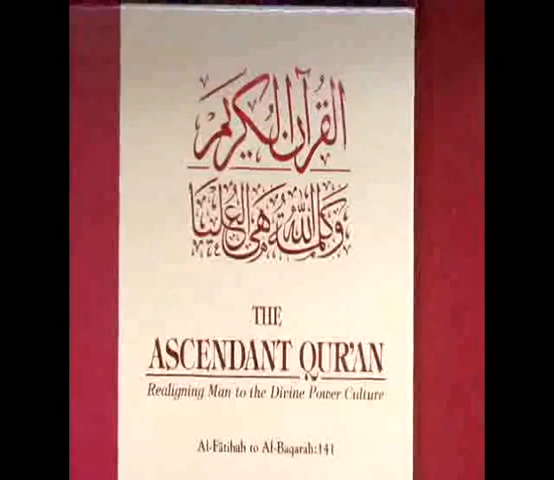 القرآن الكريم
وكلمة الله هي العليا
THE
ASCENDANT QUR'AN
Realigning Man to the Divine Power Culture
Al-Fātihah to Al-Baqarah:141